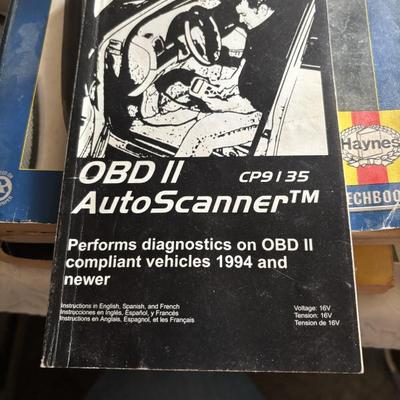 OBD II CP9135
AutoScanner™
Performs diagnostics on OBD II
compliant vehicles 1994 and
newer
Instructions in English, Spanish, and French
Instrucciones en Inglés, Español, y Francés
Instructions en Anglais, Espagnol, et les Français
Voltage: 16V
Tension: 16V
Tension de 16V
Haynes
TECHBOO